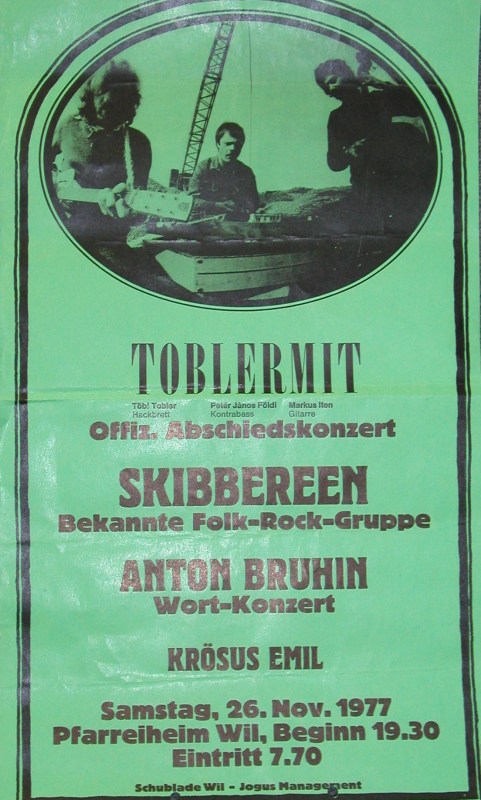 TOBLERMIT
Töbi Tobler Petér János Földi Markus Iten
Hackbrett Kontrabass Gitarre
Offiz. Abschiedskonzert
SKIBBEREEN
Bekannte Folk-Rock-Gruppe
ANTON BRUHIN
Wort-Konzert
KRÖSUS EMIL
Samstag, 26. Nov. 1977
Pfarreiheim Wil, Beginn 19.30
Eintritt 7.70
Schublade Wil - Jogus Management